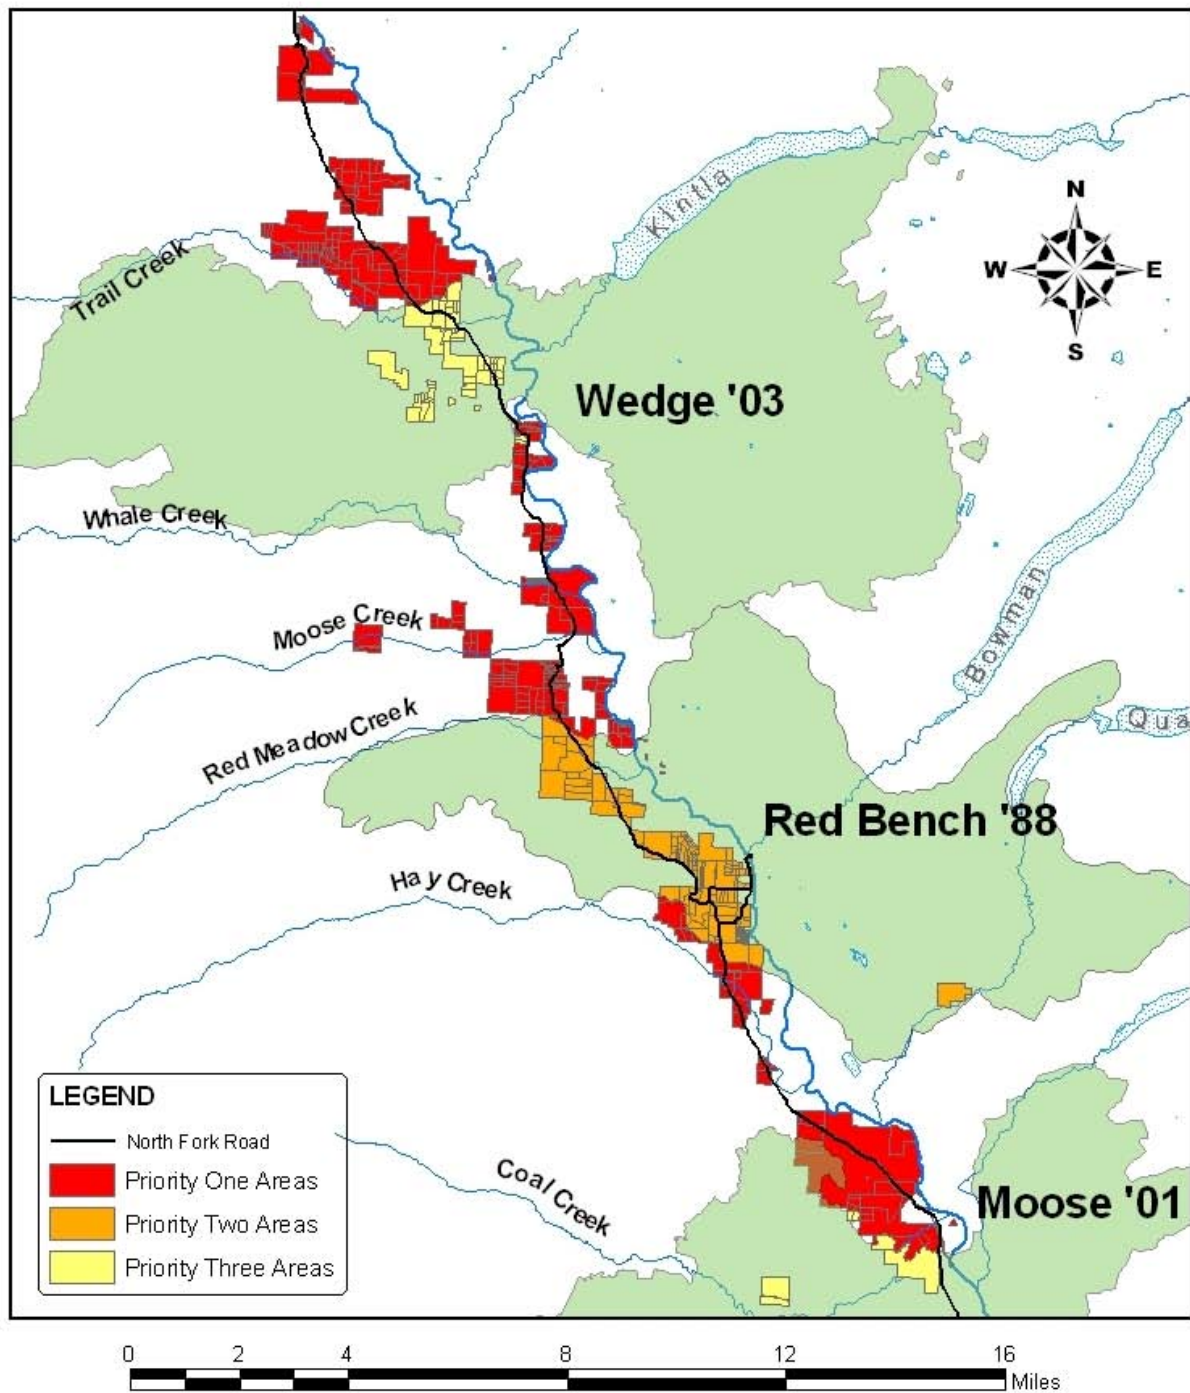 Kintla
N
W E
S
Trail Creek
Wedge '03
Whale Creek
Bowman
Moose Creek
Qua
Red Meadow Creek
Red Bench '88
Hay Creek
LEGEND
North Fork Road
Priority One Areas
Priority Two Areas
Priority Three Areas
Coal Creek
Moose '01
0 2 4 8 12 16
Miles